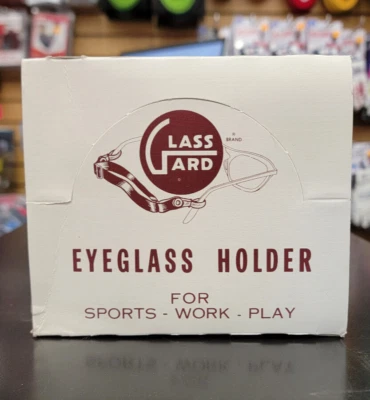 GLASS
GARD
® BRAND
EYEGLASS HOLDER
FOR
SPORTS - WORK - PLAY